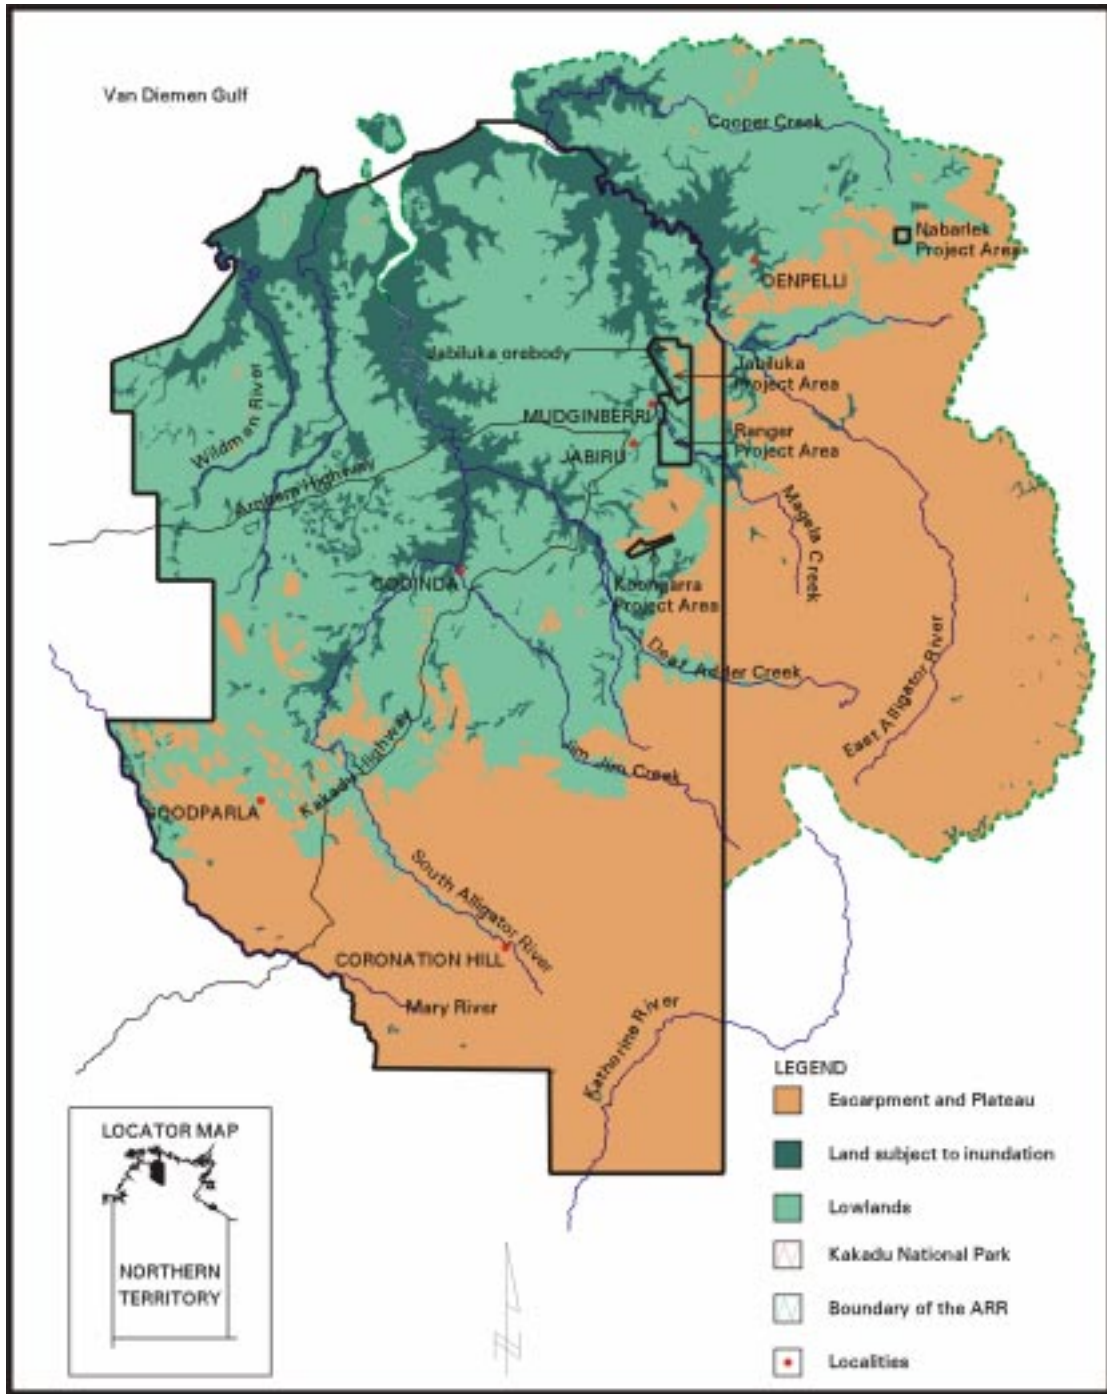 Van Diemen Gulf
Cooper Creek
Nabarlek
Project Area
OENPELLI
Jabiluka orebody
Jabiluka
Project Area
MUDGINBERRI
Ranger
Project Area
JABIRU
Wildman River
Arnhem Highway
Magela Creek
COOINDA
Koongarra
Project Area
Deaf Adder Creek
East Alligator River
Jim Jim Creek
Kakadu Highway
GOODPARLA
South Alligator River
CORONATION HILL
Mary River
Katherine River
LEGEND
Escarpment and Plateau
Land subject to inundation
Lowlands
Kakadu National Park
Boundary of the ARR
Localities
LOCATOR MAP
NORTHERN
TERRITORY
N